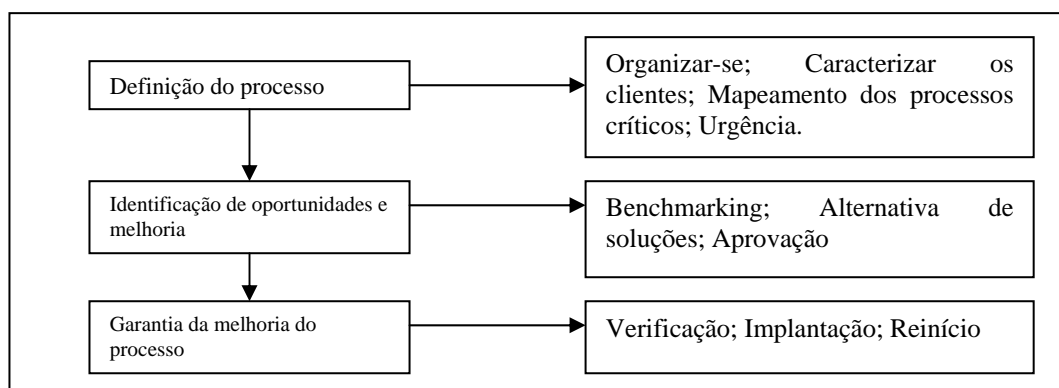 Definição do processo
Organizar-se; Caracterizar os
clientes; Mapeamento dos processos
críticos; Urgência.
Identificação de oportunidades e
melhoria
Benchmarking; Alternativa de
soluções; Aprovação
Garantia da melhoria do
processo
Verificação; Implantação; Reinício